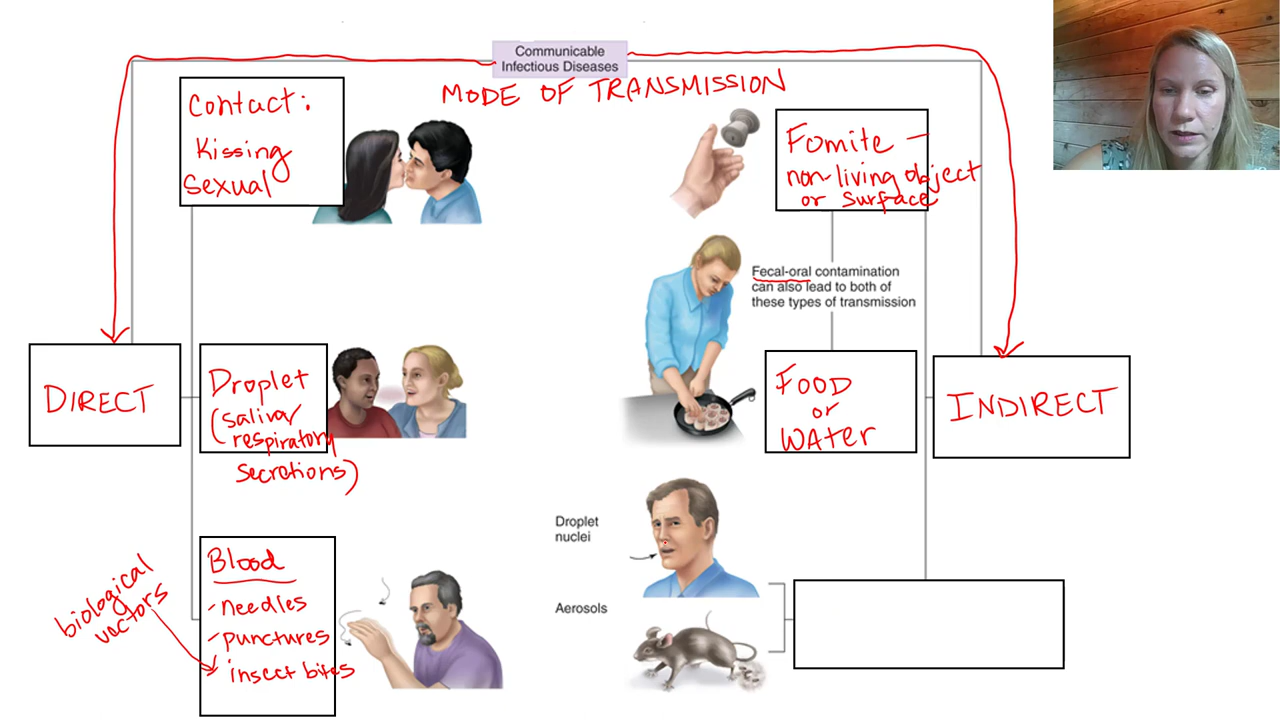 Communicable
Infectious Diseases
MODE OF TRANSMISSION
Contact:
Kissing
Sexual
Fomite -
non-living object
or surface
Fecal-oral contamination
can also lead to both of
these types of transmission
DIRECT
Droplet
(saliva/
respiratory
secretions)
FOOD
or
WATER
INDIRECT
Droplet
nuclei
Aerosols
Blood
-needles
-punctures
insect bites
biological
vectors